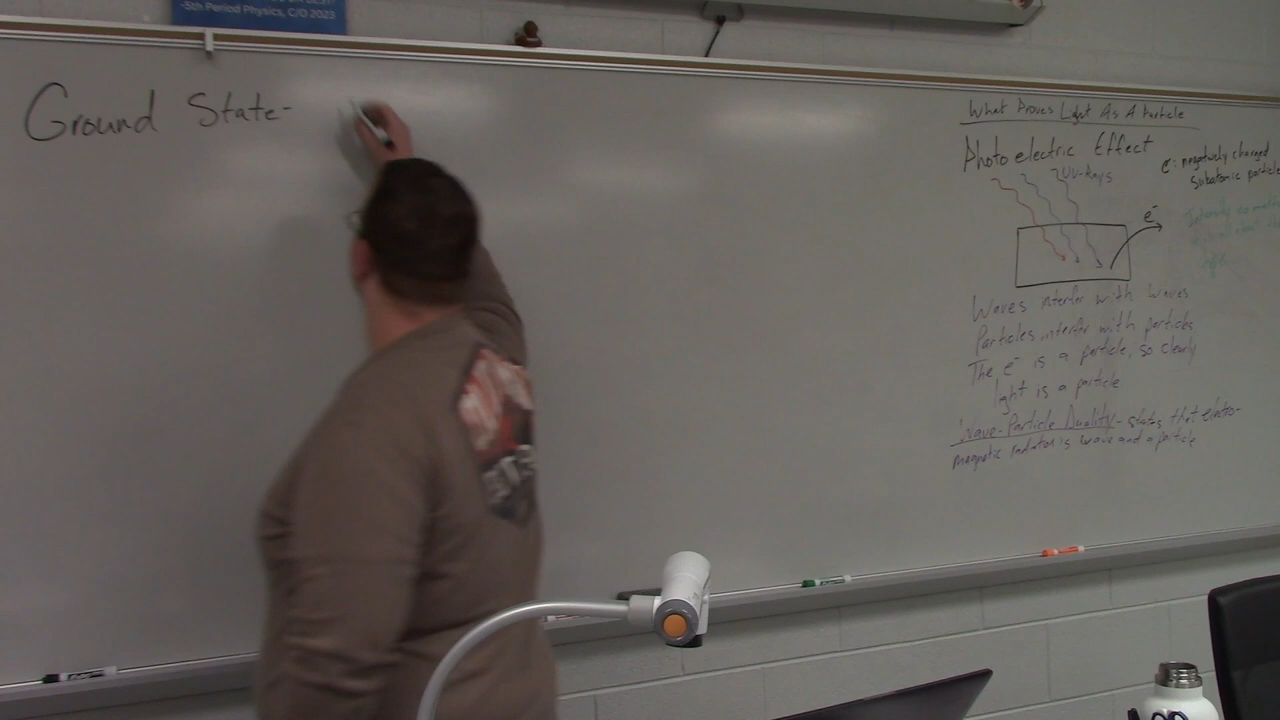 -5th Period Physics, C/O 2023
Ground State-
What Proves Light As A Particle
Photoelectric Effect
UV-Rays
e⁻: negatively charged
subatomic particle
e⁻
Waves interfer with waves
Particles interfer with particles
The e⁻ is a particle, so clearly
light is a particle
Wave-Particle Duality- states that electro-
magnetic radiation is wave and a particle